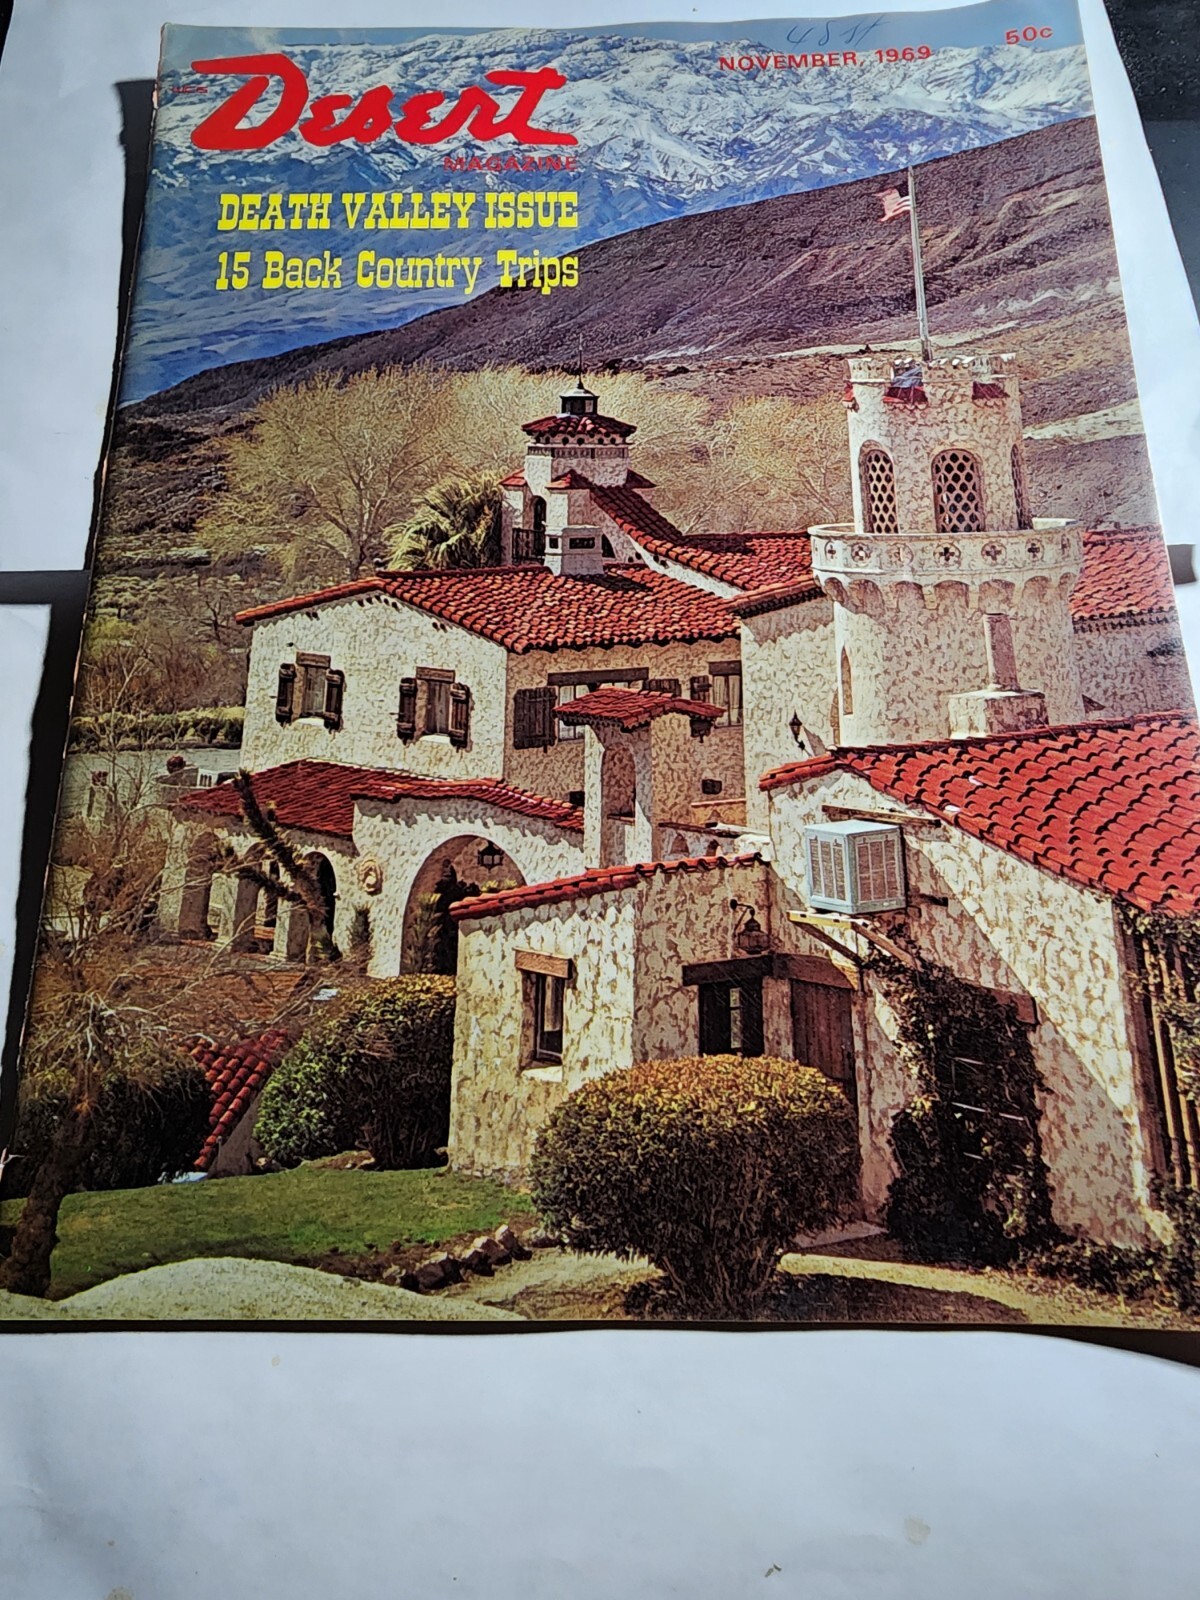 NOVEMBER, 1969
50c
Desert
MAGAZINE
DEATH VALLEY ISSUE
15 Back Country Trips